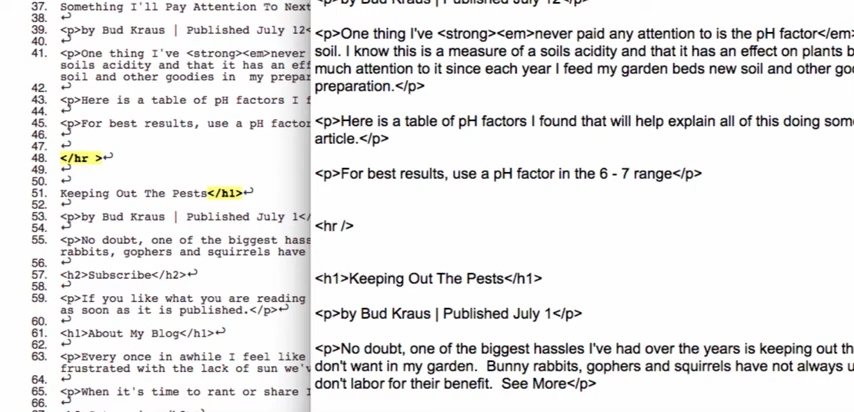 37. Something I'll Pay Attention To Next
38.
39. <p>by Bud Kraus | Published July 12</
40.
41. <p>One thing I've <strong><em>never
soils acidity and that it has an eff
soil and other goodies in my prepar
42.
43. <p>Here is a table of pH factors I f
44.
45. <p>For best results, use a pH factor
46.
47.
48. </hr >
49.
50.
51. Keeping Out The Pests</h1>
52.
53. <p>by Bud Kraus | Published July 1</
54.
55. <p>No doubt, one of the biggest hass
rabbits, gophers and squirrels have
56.
57. <h2>Subscribe</h2>
58.
59. <p>If you like what you are reading
as soon as it is published.</p>
60.
61. <h1>About My Blog</h1>
62.
63. <p>Every once in awhile I feel like
frustrated with the lack of sun we'v
64.
65. <p>When it's time to rant or share I
66.
<p>by Bud Kraus | Published July 12</p>
<p>One thing I've <strong><em>never paid any attention to is the pH factor</em>
soil. I know this is a measure of a soils acidity and that it has an effect on plants b
much attention to it since each year I feed my garden beds new soil and other goo
preparation.</p>
<p>Here is a table of pH factors I found that will help explain all of this doing som
article.</p>
<p>For best results, use a pH factor in the 6 - 7 range</p>
<hr />
<h1>Keeping Out The Pests</h1>
<p>by Bud Kraus | Published July 1</p>
<p>No doubt, one of the biggest hassles I've had over the years is keeping out th
don't want in my garden. Bunny rabbits, gophers and squirrels have not always u
don't labor for their benefit. See More</p>